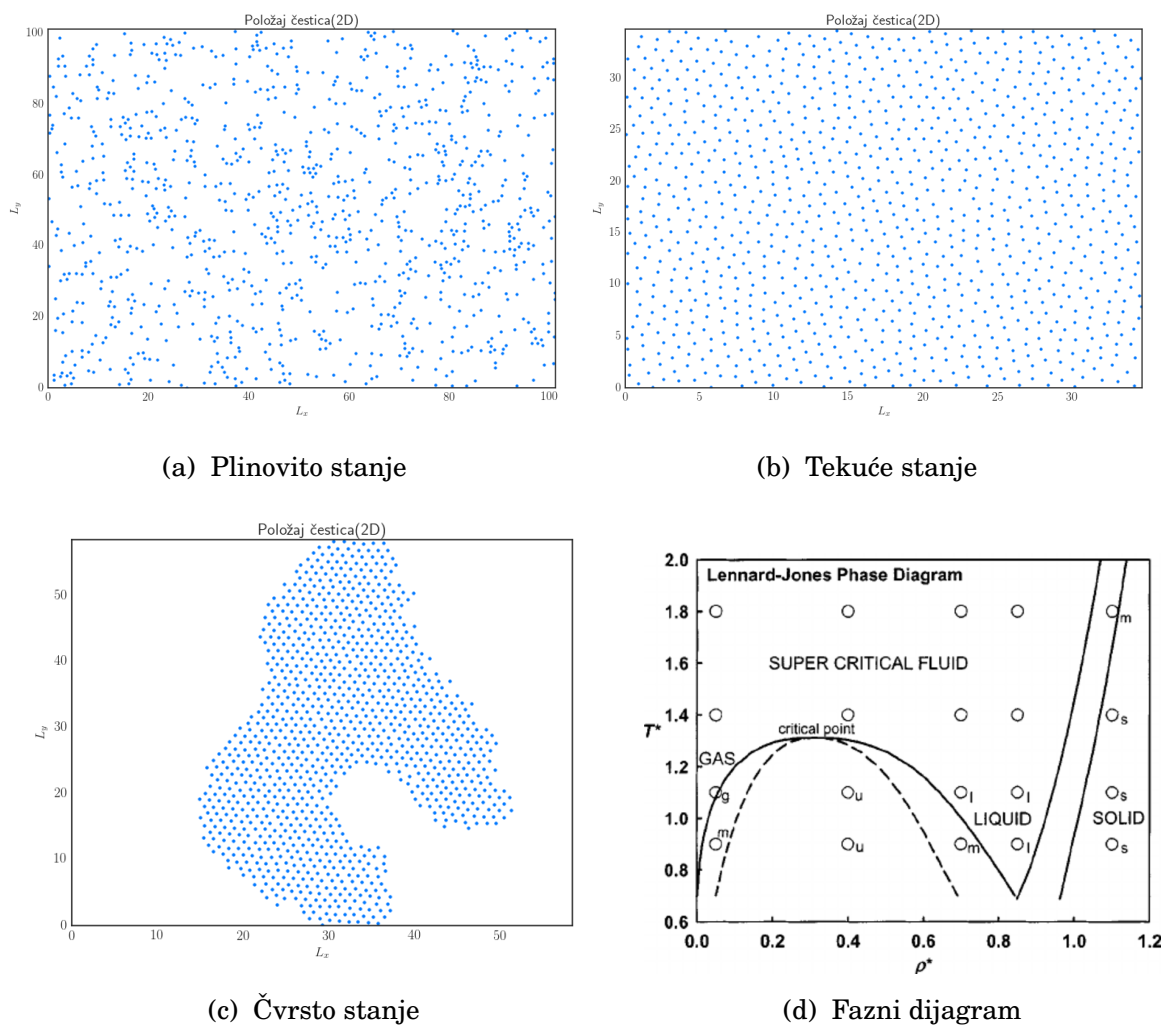 Položaj čestica(2D)
100
80
60
40
20
0
L_y
0 20 40 60 80 100
L_x
(a) Plinovito stanje
Položaj čestica(2D)
30
25
20
15
10
5
0
L_y
0 5 10 15 20 25 30
L_x
(b) Tekuće stanje
Položaj čestica(2D)
50
40
30
20
10
0
L_y
0 10 20 30 40 50
L_x
(c) Čvrsto stanje
2.0
1.8
1.6
1.4
1.2
1.0
0.8
0.6
T*
Lennard-Jones Phase Diagram
m
SUPER CRITICAL FLUID
critical point
s
GAS
g u l l s
LIQUID SOLID
m u m l s
0.0 0.2 0.4 0.6 0.8 1.0 1.2
ρ*
(d) Fazni dijagram